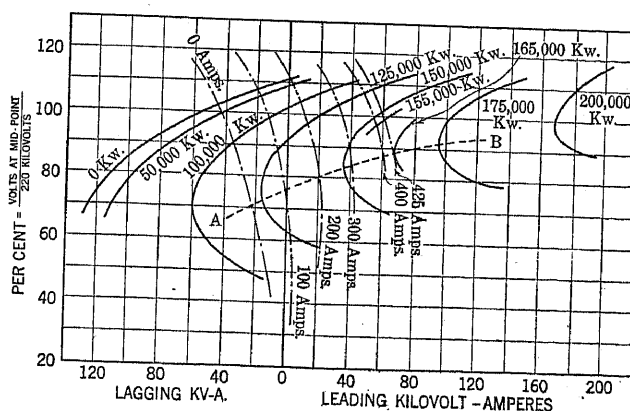 120
100
80
60
40
20
PER CENT = VOLTS AT MID-POINT
220 KILOVOLTS
0 Amps.
0 Kw.
50,000 Kw.
100,000 Kw.
125,000 Kw.
150,000 Kw.
155,000 Kw.
165,000 Kw.
175,000
Kw.
200,000
Kw.
A
B
100 Amps.
200 Amps.
300 Amps.
400 Amps.
425 Amps.
120 80 40 0 40 80 120 160 200
LAGGING KV-A. LEADING KILOVOLT-AMPERES